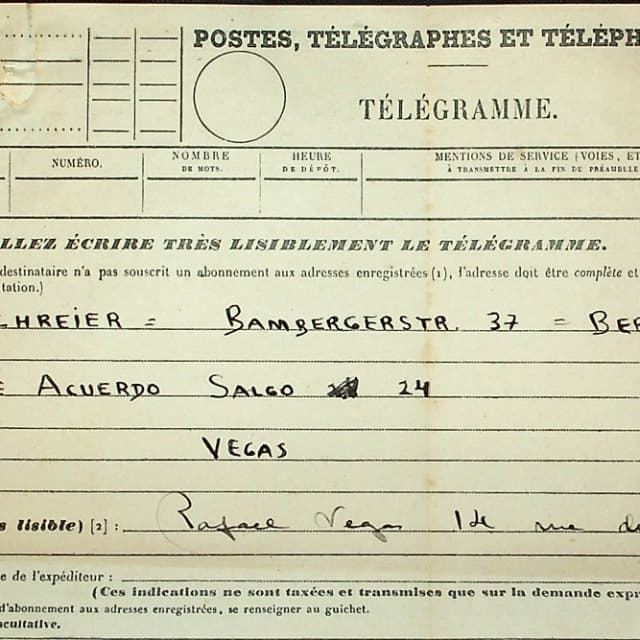 POSTES, TÉLÉGRAPHES ET TÉLÉPH
TÉLÉGRAMME.
NUMÉRO.
NOMBRE
DE MOTS.
HEURE
DE DÉPÔT.
MENTIONS DE SERVICE (VOIES, ET
À TRANSMETTRE À LA FIN DU PRÉAMBULE
LLEZ ÉCRIRE TRÈS LISIBLEMENT LE TÉLÉGRAMME.
destinataire n'a pas souscrit un abonnement aux adresses enregistrées (1), l'adresse doit être complète et
tation.)
HREIER = BAMBERGERSTR. 37 = BER
E ACUERDO SALGO 24
VEGAS
s lisible) [2] : Rafael Vegas 14 rue d
e de l'expéditeur :
(Ces indications ne sont taxées et transmises que sur la demande expr
d'abonnement aux adresses enregistrées, se renseigner au guichet.
acultative.